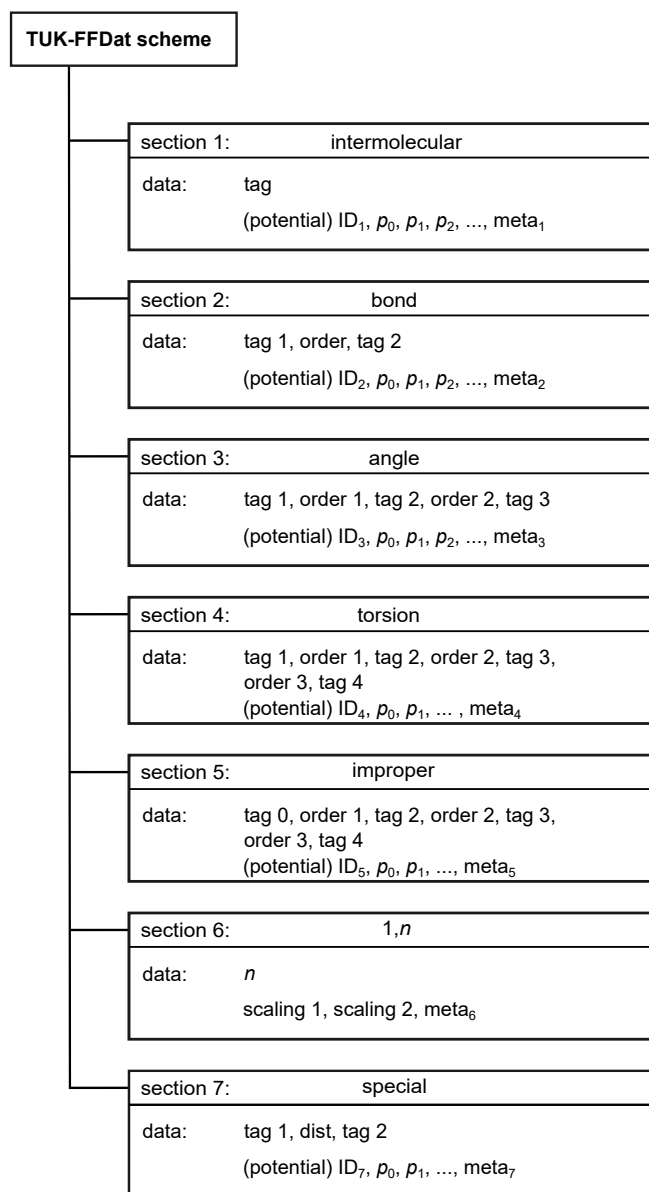 TUK-FFDat scheme
section 1: intermolecular
data: tag
(potential) ID₁, p₀, p₁, p₂, ..., meta₁
section 2: bond
data: tag 1, order, tag 2
(potential) ID₂, p₀, p₁, p₂, ..., meta₂
section 3: angle
data: tag 1, order 1, tag 2, order 2, tag 3
(potential) ID₃, p₀, p₁, p₂, ..., meta₃
section 4: torsion
data: tag 1, order 1, tag 2, order 2, tag 3,
order 3, tag 4
(potential) ID₄, p₀, p₁, ... , meta₄
section 5: improper
data: tag 0, order 1, tag 2, order 2, tag 3,
order 3, tag 4
(potential) ID₅, p₀, p₁, ..., meta₅
section 6: 1,n
data: n
scaling 1, scaling 2, meta₆
section 7: special
data: tag 1, dist, tag 2
(potential) ID₇, p₀, p₁, ..., meta₇